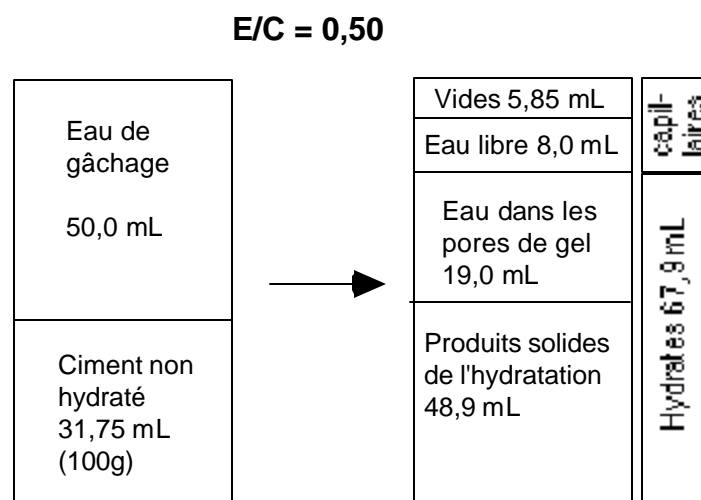 E/C = 0,50
Eau de
gâchage
50,0 mL
Ciment non
hydraté
31,75 mL
(100g)
Vides 5,85 mL
Eau libre 8,0 mL
Eau dans les
pores de gel
19,0 mL
Produits solides
de l'hydratation
48,9 mL
capil-
laires
Hydrates 67,9 mL